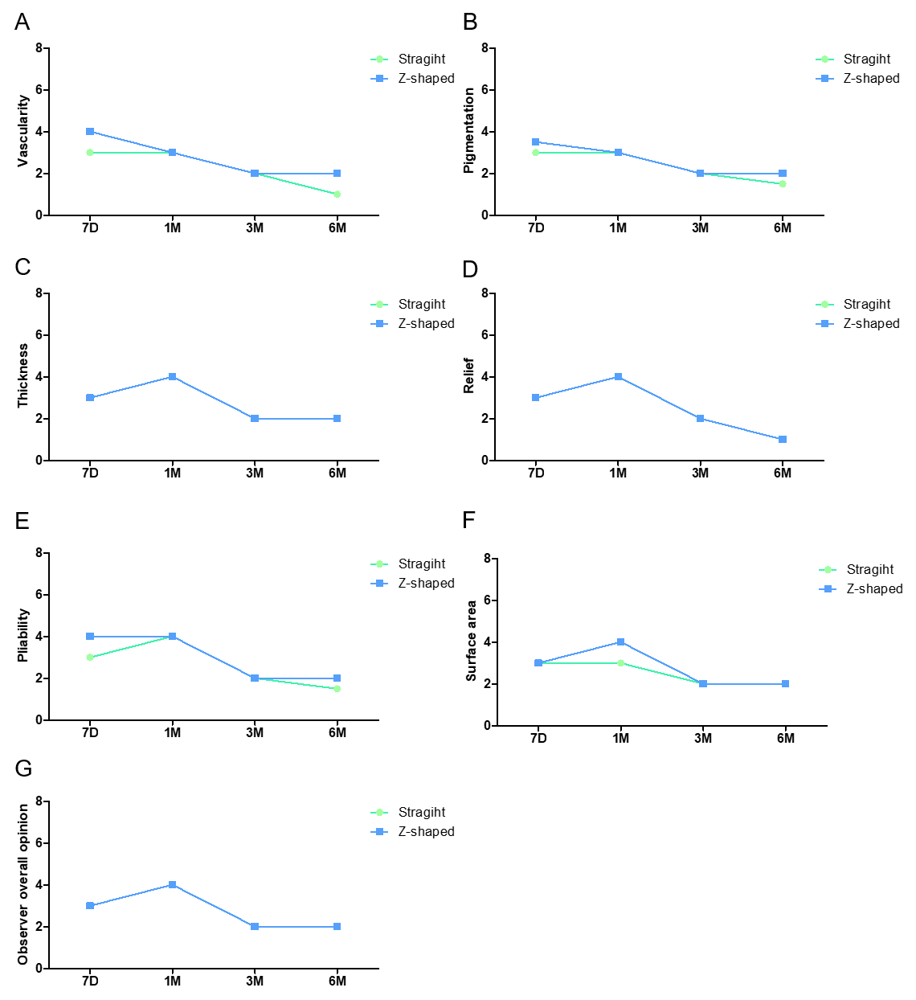 A
Vascularity
8
6
4
2
0
7D 1M 3M 6M
Stragiht
Z-shaped
B
Pigmentation
8
6
4
2
0
7D 1M 3M 6M
Stragiht
Z-shaped
C
Thickness
8
6
4
2
0
7D 1M 3M 6M
Stragiht
Z-shaped
D
Relief
8
6
4
2
0
7D 1M 3M 6M
Stragiht
Z-shaped
E
Pliability
8
6
4
2
0
7D 1M 3M 6M
Stragiht
Z-shaped
F
Surface area
8
6
4
2
0
7D 1M 3M 6M
Stragiht
Z-shaped
G
Observer overall opinion
8
6
4
2
0
7D 1M 3M 6M
Stragiht
Z-shaped